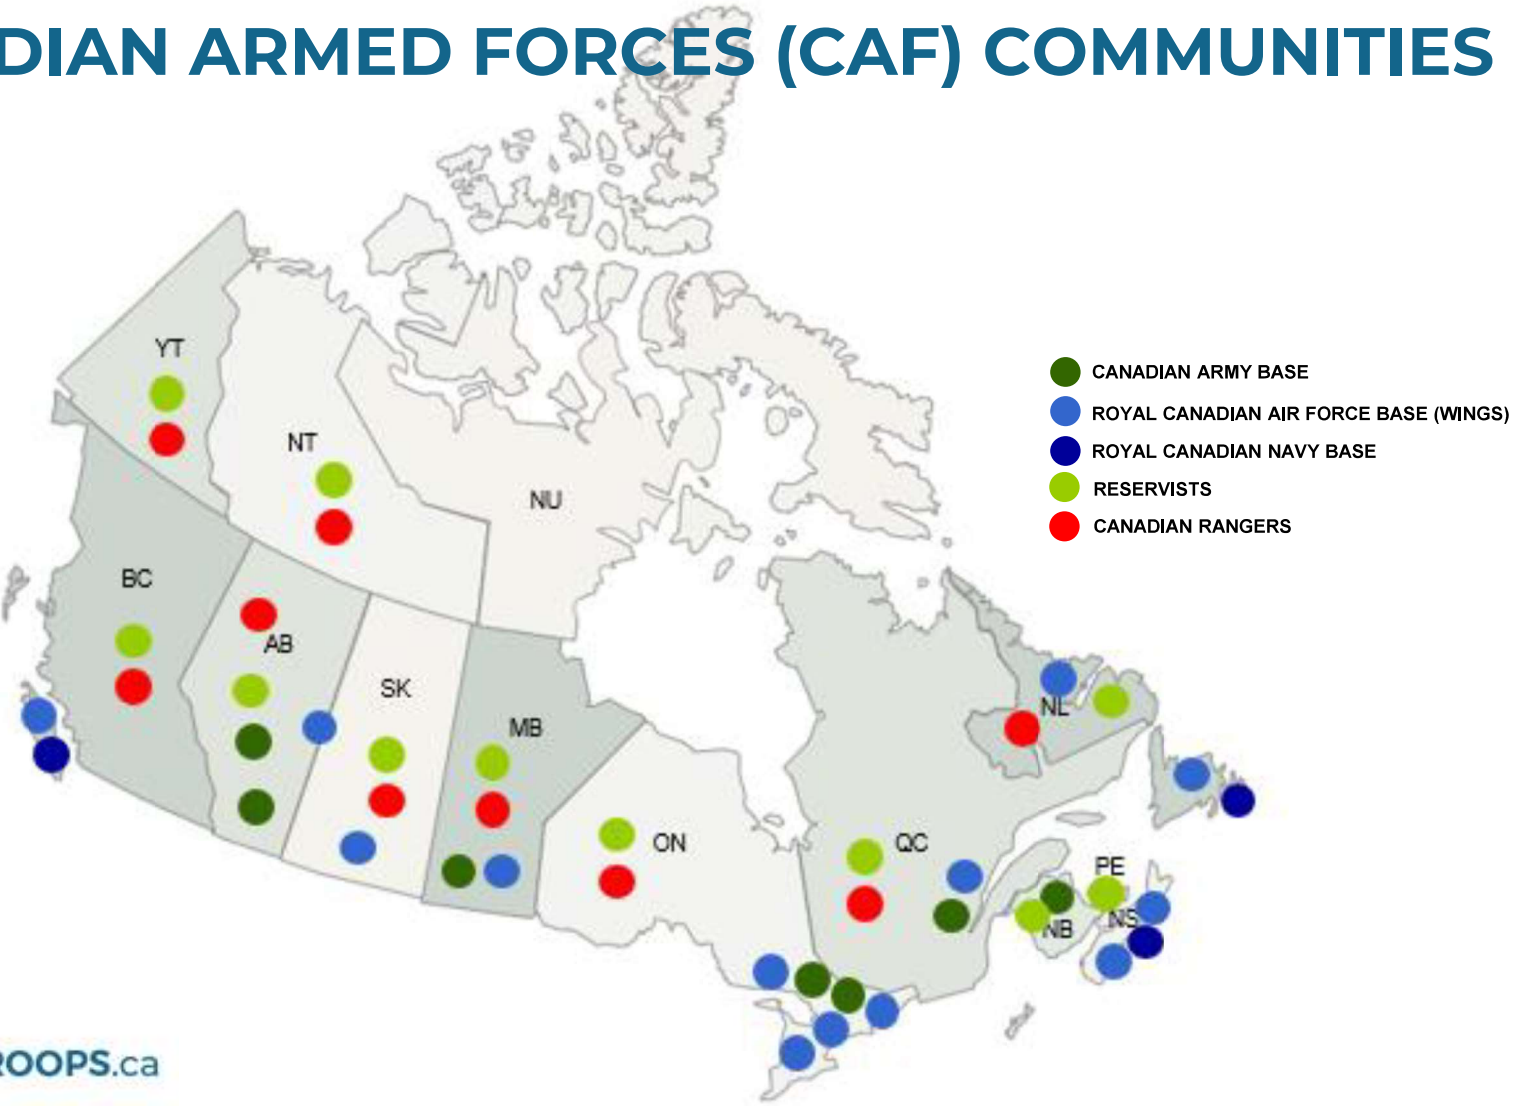 DIAN ARMED FORCES (CAF) COMMUNITIES
YT
NT
NU
BC
AB
SK
MB
ON
QC
NL
PE
NB
NS
CANADIAN ARMY BASE
ROYAL CANADIAN AIR FORCE BASE (WINGS)
ROYAL CANADIAN NAVY BASE
RESERVISTS
CANADIAN RANGERS
ROOPS.ca